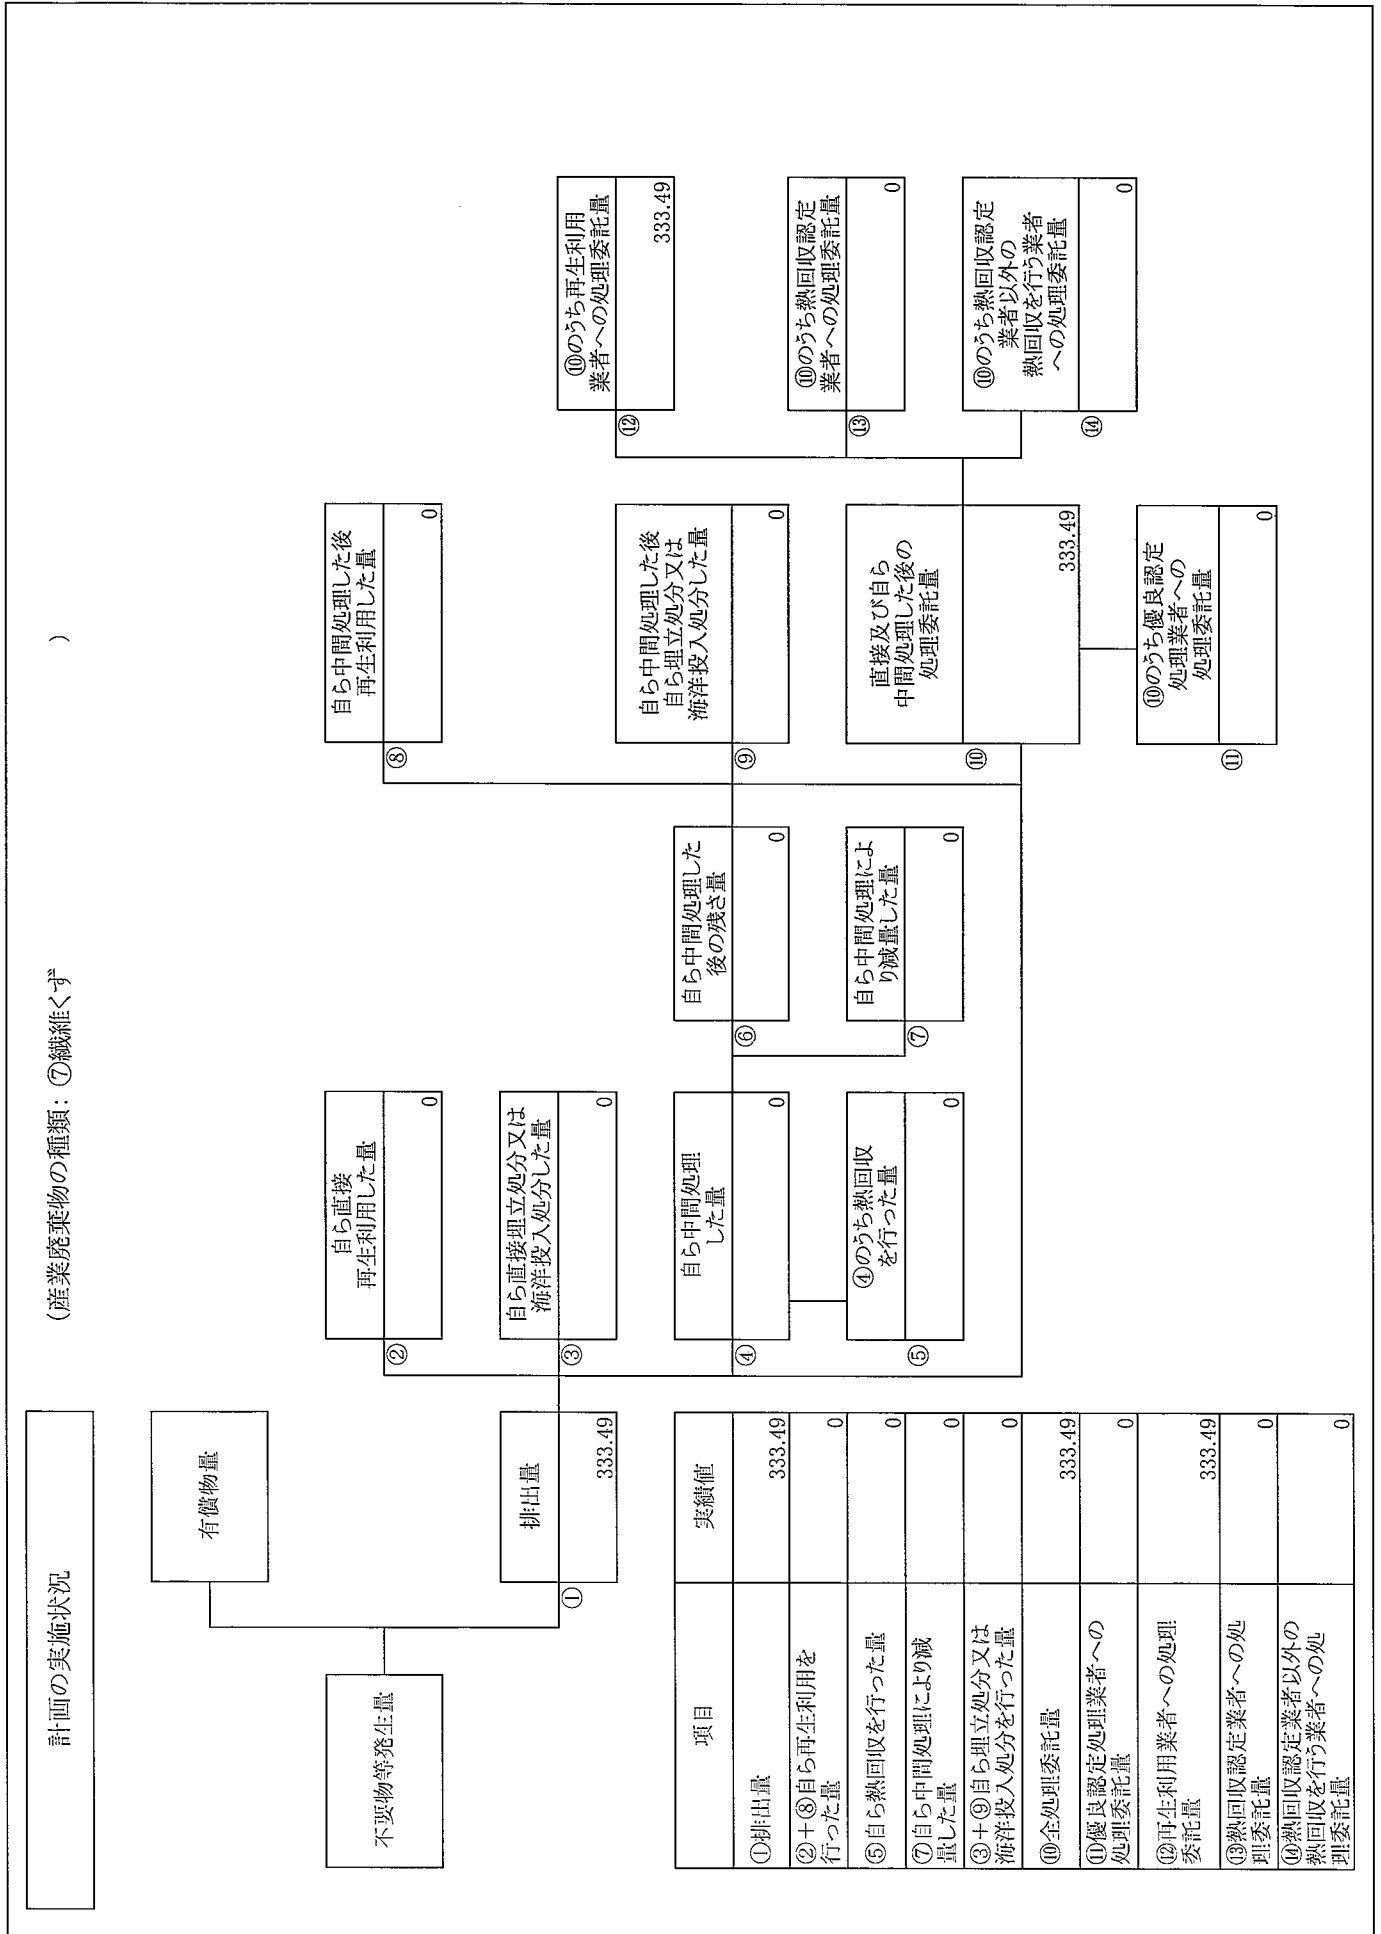 計画の実施状況
(産業廃棄物の種類：⑦繊維くず
)
不要物等発生量
有償物量
①
排出量
333.49
②
自ら直接
再生利用した量
0
③
自ら直接埋立処分又は
海洋投入処分した量
0
④
自ら中間処理
した量
0
⑤
④のうち熱回収
を行った量
0
⑥
自ら中間処理した
後の残さ量
0
⑦
自ら中間処理によ
り減量した量
0
⑧
自ら中間処理した後
再生利用した量
0
⑨
自ら中間処理した後
自ら埋立処分又は
海洋投入処分した量
0
⑩
直接及び自ら
中間処理した後の
処理委託量
333.49
⑪
⑩のうち優良認定
処理業者への
処理委託量
0
⑫
⑩のうち再生利用
業者への処理委託量
333.49
⑬
⑩のうち熱回収認定
業者への処理委託量
0
⑭
⑩のうち熱回収認定
業者以外の
熱回収を行う業者
への処理委託量
0
項目 実績値
①排出量 333.49
②+⑧自ら再生利用を
行った量 0
⑤自ら熱回収を行った量 0
⑦自ら中間処理により減
量した量 0
③+⑨自ら埋立処分又は
海洋投入処分を行った量 0
⑩全処理委託量 333.49
⑪優良認定処理業者への
処理委託量 0
⑫再生利用業者への処理
委託量 333.49
⑬熱回収認定業者への処
理委託量 0
⑭熱回収認定業者以外の
熱回収を行う業者への処
理委託量 0